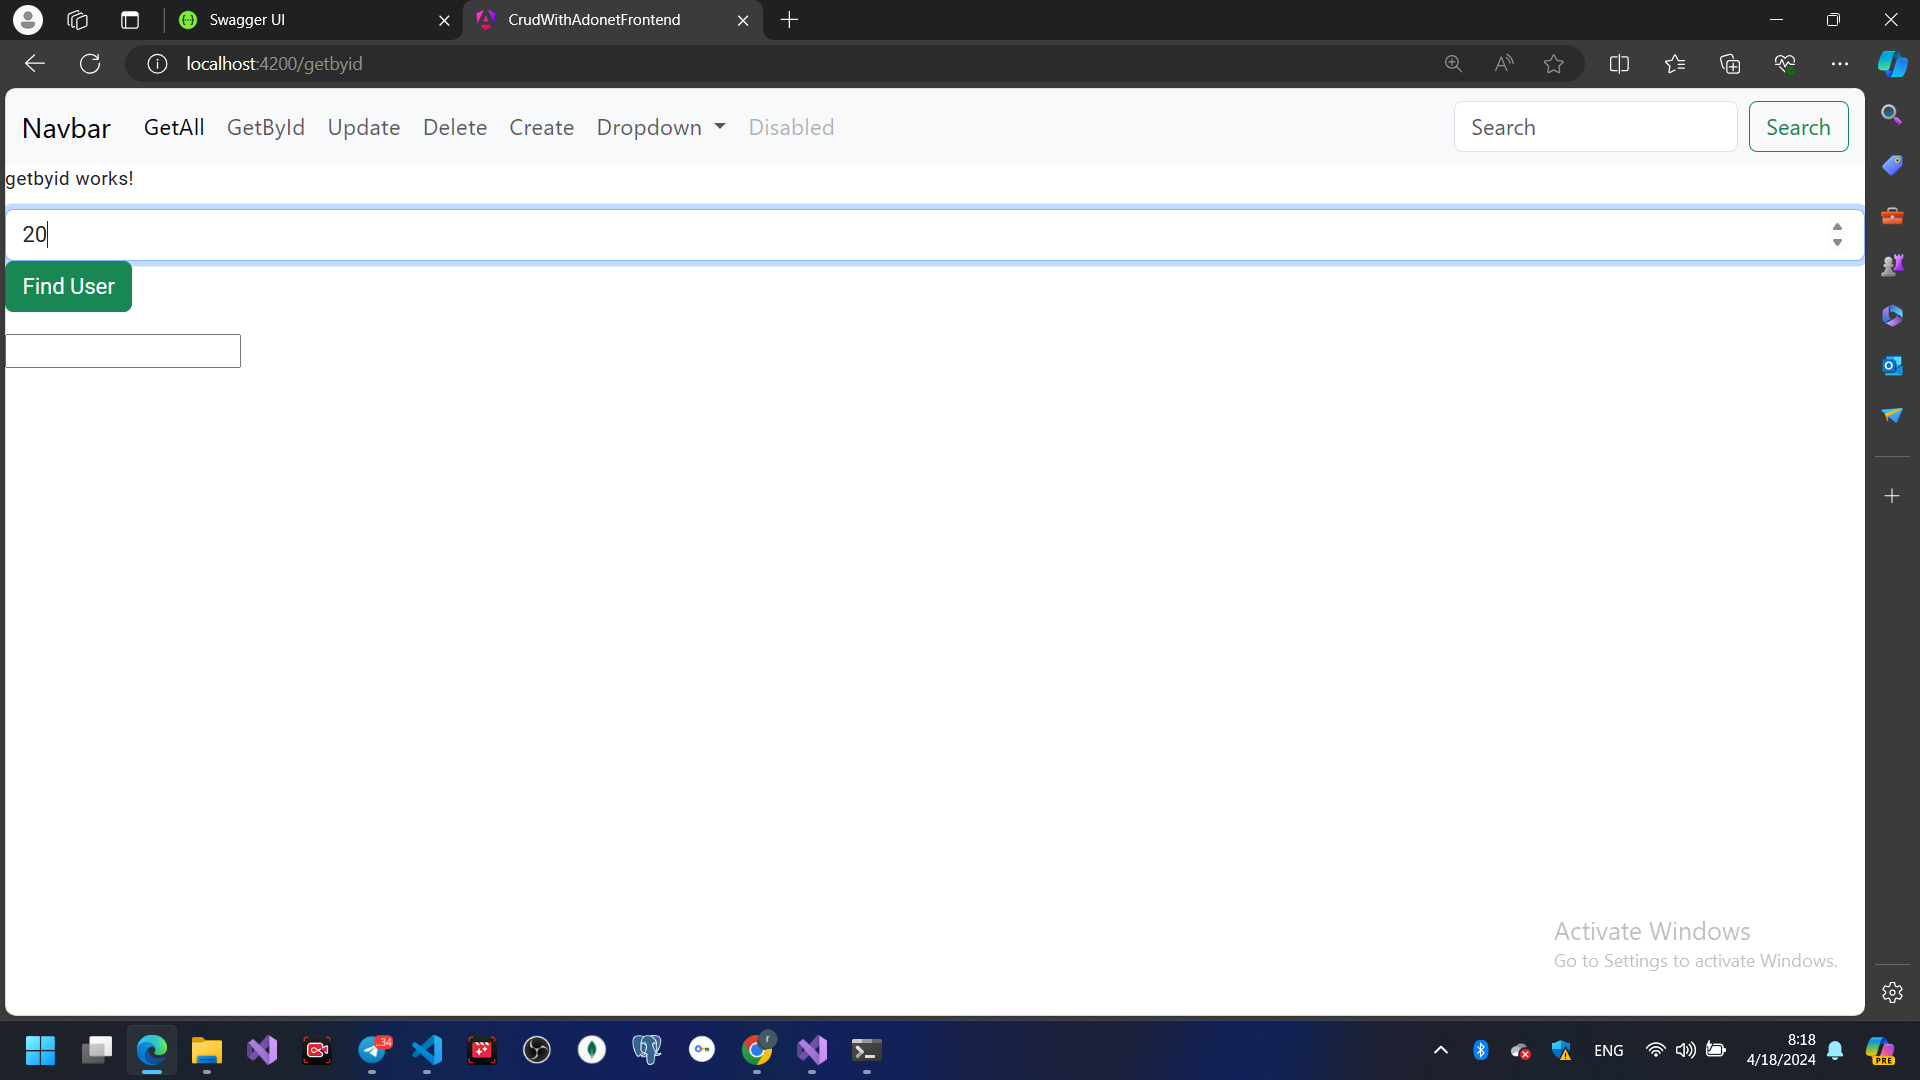 Swagger UI
CrudWithAdonetFrontend
localhost:4200/getbyid
Navbar GetAll GetById Update Delete Create Dropdown Disabled Search Search
getbyid works!
20
Find User
Activate Windows
Go to Settings to activate Windows.
34
r
ENG
8:18
4/18/2024
PRE